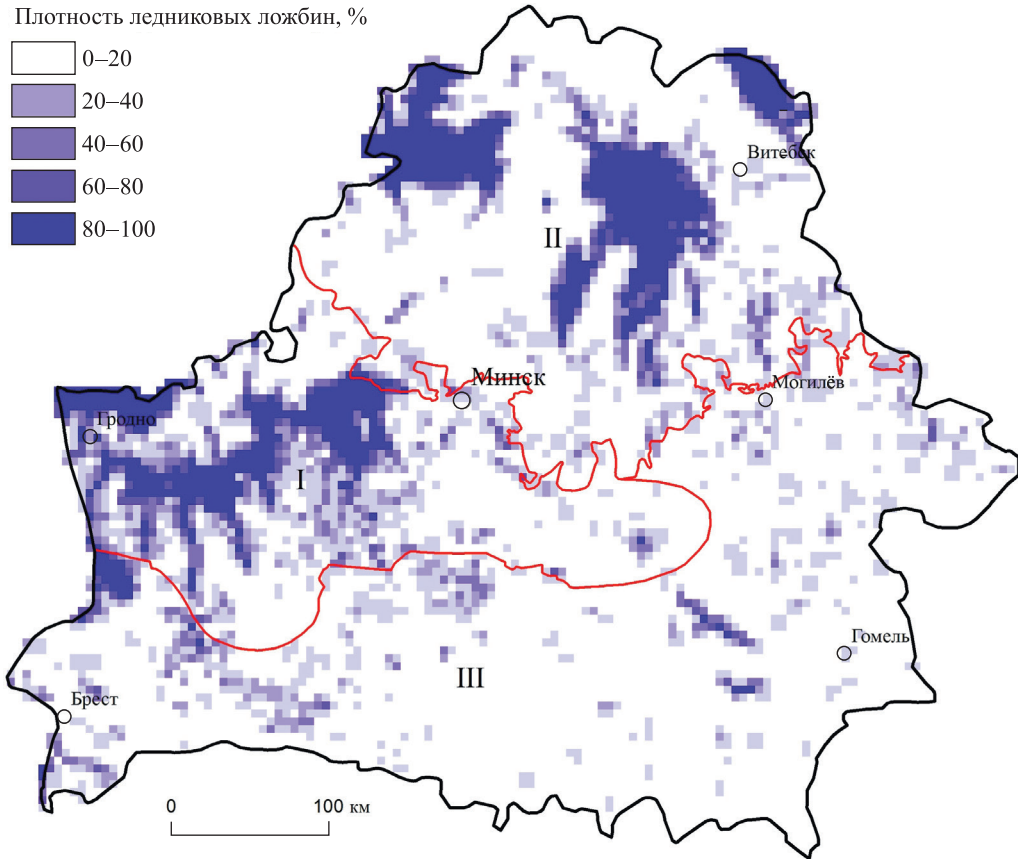 Плотность ледниковых ложбин, %
0–20
20–40
40–60
60–80
80–100
Витебск
II
Минск
Могилёв
Гродно
I
Гомель
III
Брест
0
100 км